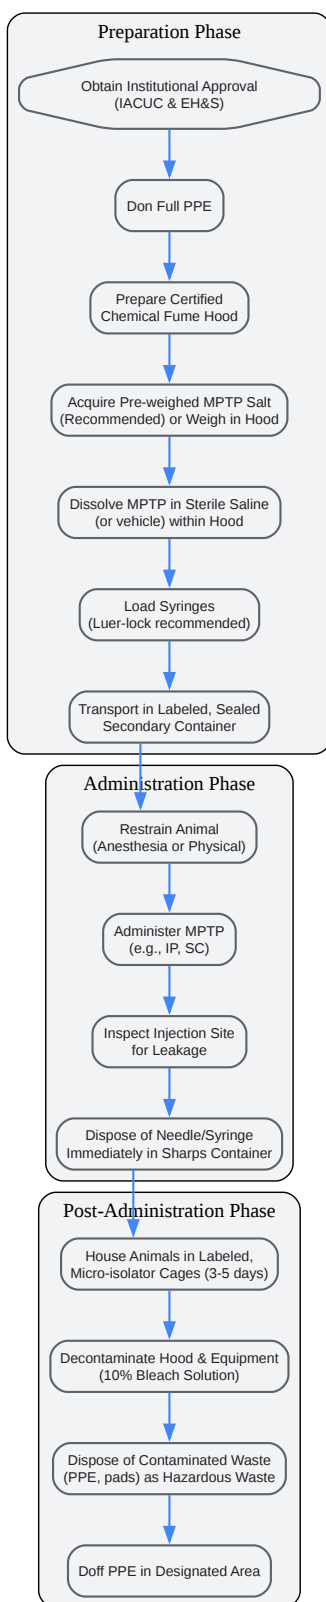 Preparation Phase
Obtain Institutional Approval
(IACUC & EH&S)
Don Full PPE
Prepare Certified
Chemical Fume Hood
Acquire Pre-weighed MPTP Salt
(Recommended) or Weigh in Hood
Dissolve MPTP in Sterile Saline
(or vehicle) within Hood
Load Syringes
(Luer-lock recommended)
Transport in Labeled, Sealed
Secondary Container
Administration Phase
Restrain Animal
(Anesthesia or Physical)
Administer MPTP
(e.g., IP, SC)
Inspect Injection Site
for Leakage
Dispose of Needle/Syringe
Immediately in Sharps Container
Post-Administration Phase
House Animals in Labeled,
Micro-isolator Cages (3-5 days)
Decontaminate Hood & Equipment
(10% Bleach Solution)
Dispose of Contaminated Waste
(PPE, pads) as Hazardous Waste
Doff PPE in Designated Area